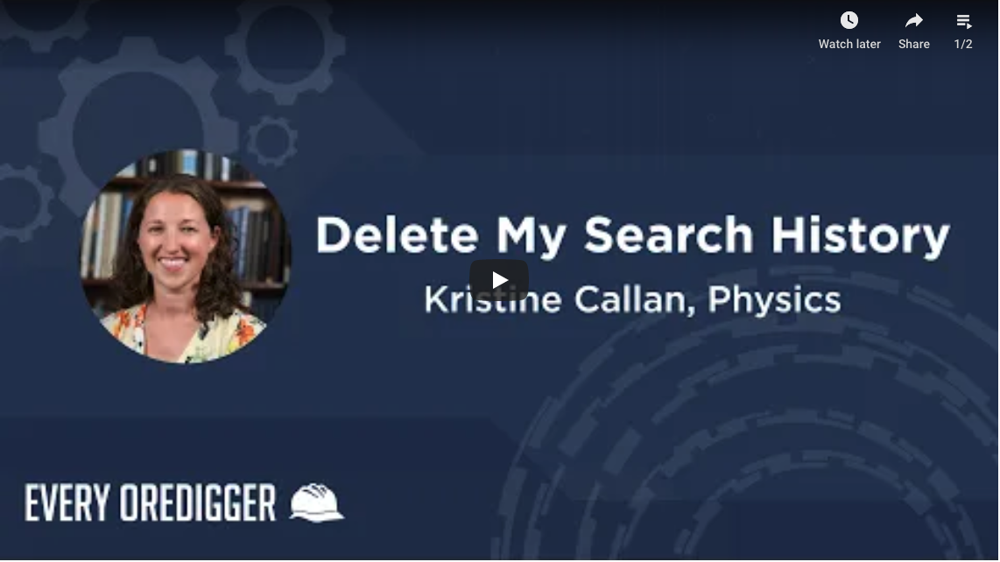 Watch later
Share
1/2
Delete My Search History
Kristine Callan, Physics
EVERY OREDIGGER